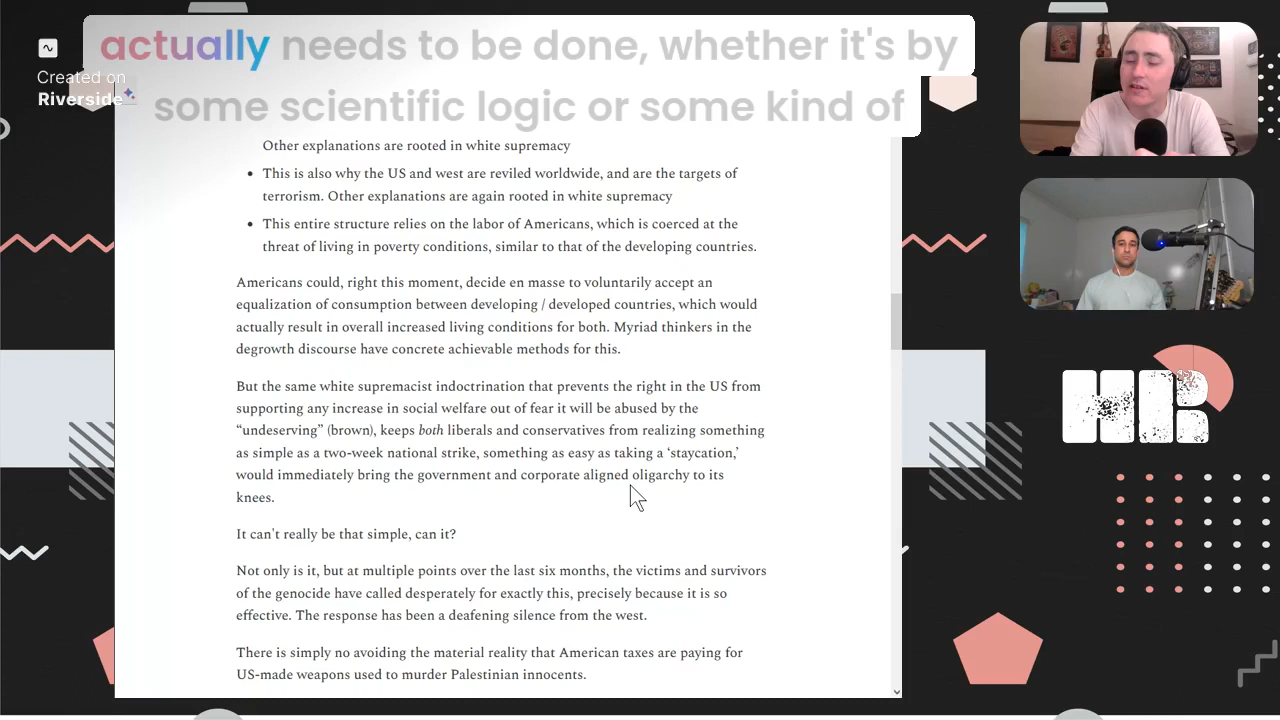 actually needs to be done, whether it's by
some scientific logic or some kind of
Created on
Riverside
Other explanations are rooted in white supremacy
• This is also why the US and west are reviled worldwide, and are the targets of
terrorism. Other explanations are again rooted in white supremacy
• This entire structure relies on the labor of Americans, which is coerced at the
threat of living in poverty conditions, similar to that of the developing countries.
Americans could, right this moment, decide en masse to voluntarily accept an
equalization of consumption between developing / developed countries, which would
actually result in overall increased living conditions for both. Myriad thinkers in the
degrowth discourse have concrete achievable methods for this.
But the same white supremacist indoctrination that prevents the right in the US from
supporting any increase in social welfare out of fear it will be abused by the
“undeserving” (brown), keeps both liberals and conservatives from realizing something
as simple as a two-week national strike, something as easy as taking a ‘staycation,’
would immediately bring the government and corporate aligned oligarchy to its
knees.
It can't really be that simple, can it?
Not only is it, but at multiple points over the last six months, the victims and survivors
of the genocide have called desperately for exactly this, precisely because it is so
effective. The response has been a deafening silence from the west.
There is simply no avoiding the material reality that American taxes are paying for
US-made weapons used to murder Palestinian innocents.
HR